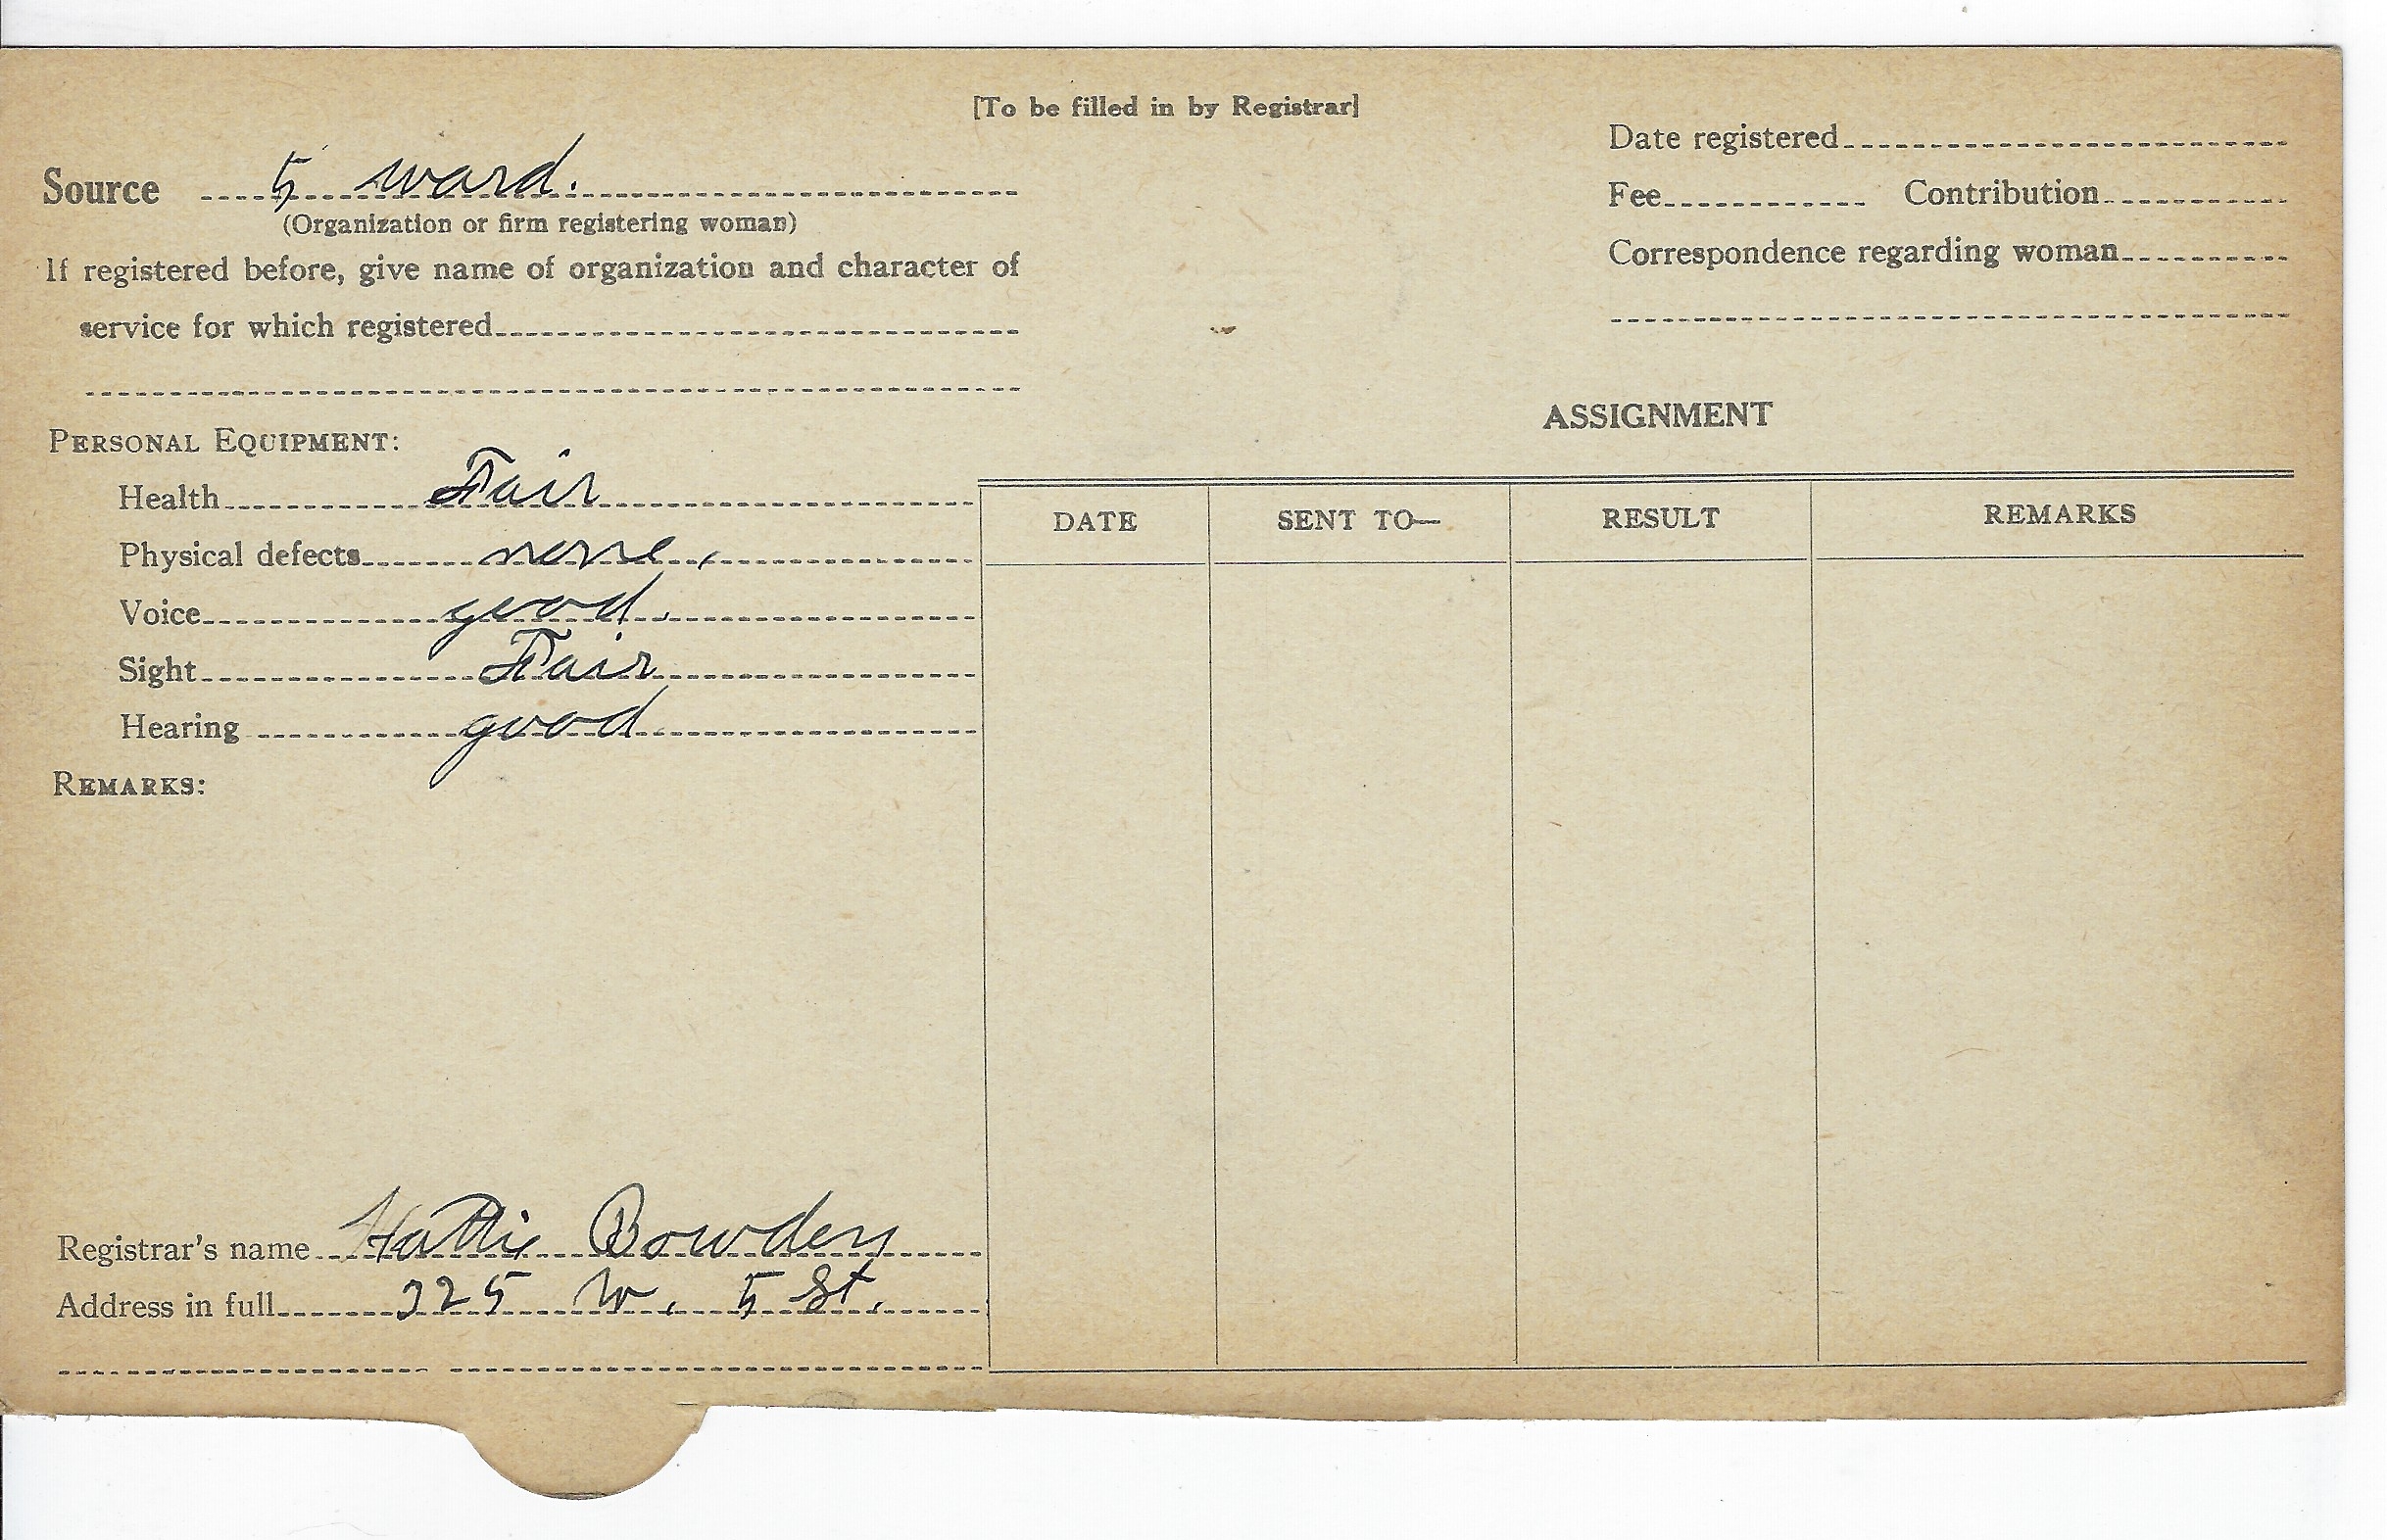 [To be filled in by Registrar]
Source 5 ward.
(Organization or firm registering woman)
If registered before, give name of organization and character of
service for which registered
Date registered
Fee Contribution
Correspondence regarding woman
PERSONAL EQUIPMENT:
Health Fair
Physical defects none.
Voice good.
Sight Fair
Hearing good
REMARKS:
Registrar's name Hattie Bowden
Address in full 325 W. 5 St.
ASSIGNMENT
DATE SENT TO— RESULT REMARKS